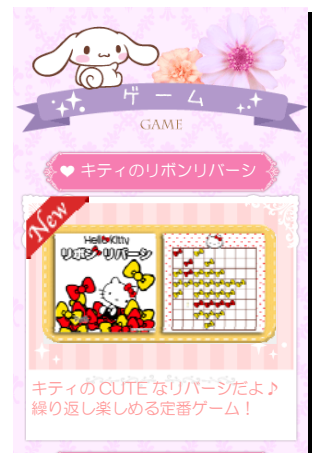 ゲーム
GAME
キティのリボンリバーシ
New
Hello Kitty
リボン リバーシ
キティのCUTEなリバーシだよ♪
繰り返し楽しめる定番ゲーム！